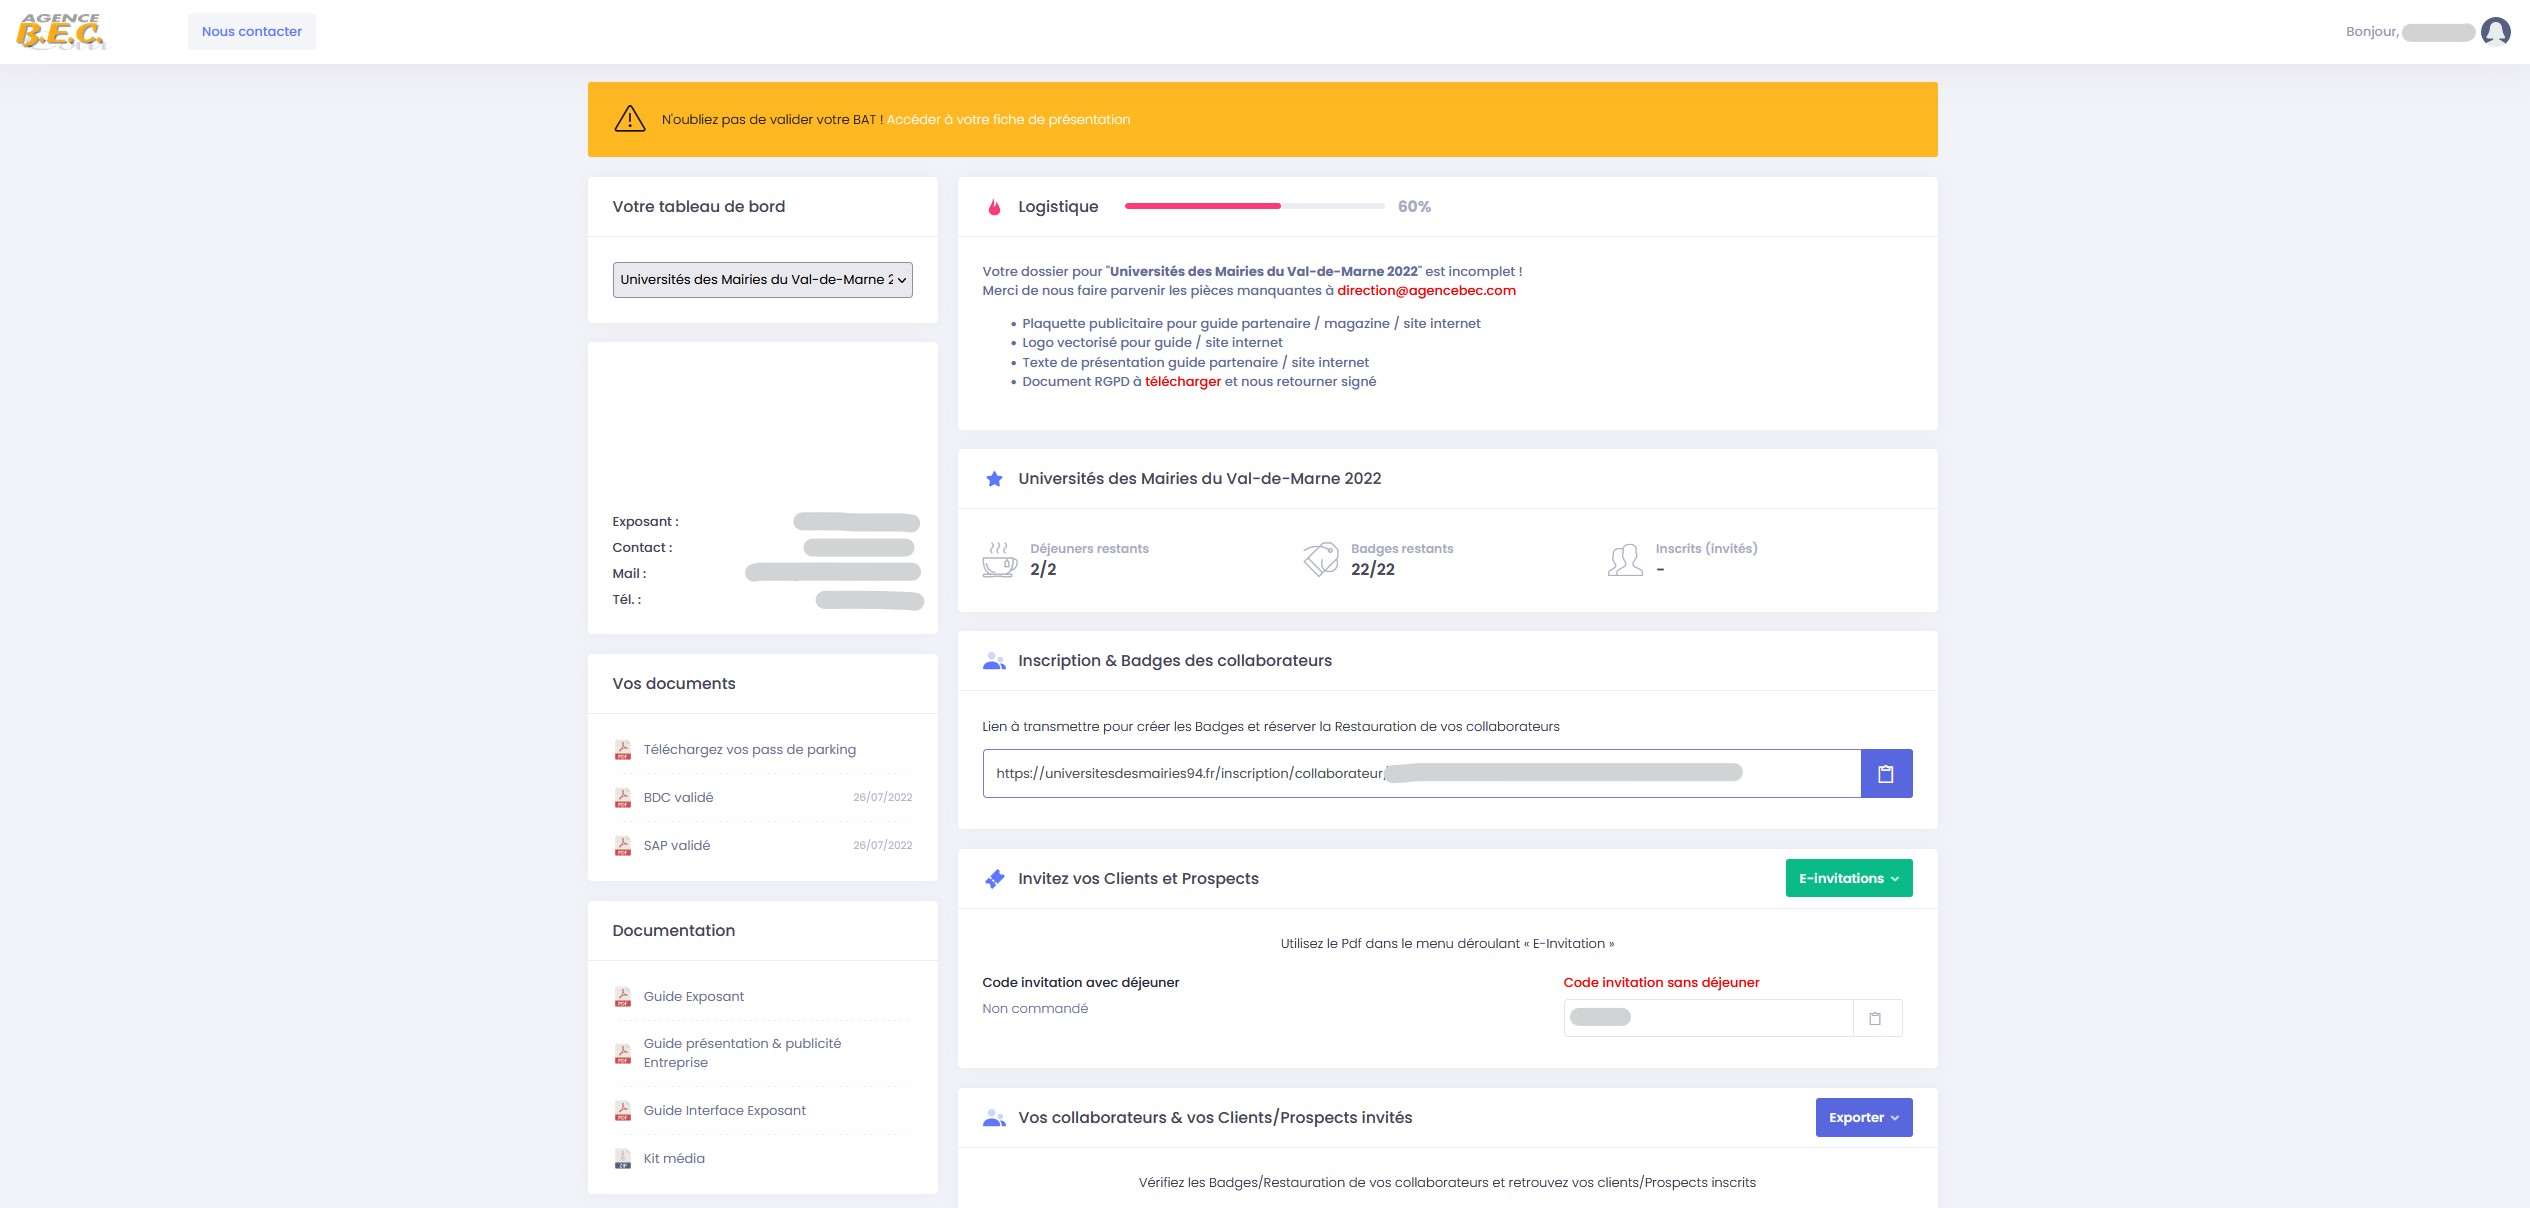 AGENCE
B.E.C.
Com
Nous contacter
Bonjour,
N'oubliez pas de valider votre BAT ! Accéder à votre fiche de présentation
Votre tableau de bord
Universités des Mairies du Val-de-Marne 2
Exposant :
Contact :
Mail :
Tél. :
Vos documents
Téléchargez vos pass de parking
BDC validé 26/07/2022
SAP validé 26/07/2022
Documentation
Guide Exposant
Guide présentation & publicité
Entreprise
Guide Interface Exposant
Kit média
Logistique 60%
Votre dossier pour "Universités des Mairies du Val-de-Marne 2022" est incomplet !
Merci de nous faire parvenir les pièces manquantes à direction@agencebec.com
• Plaquette publicitaire pour guide partenaire / magazine / site internet
• Logo vectorisé pour guide / site internet
• Texte de présentation guide partenaire / site internet
• Document RGPD à télécharger et nous retourner signé
Universités des Mairies du Val-de-Marne 2022
Déjeuners restants
2/2
Badges restants
22/22
Inscrits (invités)
-
Inscription & Badges des collaborateurs
Lien à transmettre pour créer les Badges et réserver la Restauration de vos collaborateurs
https://universitesdesmairies94.fr/inscription/collaborateur/
Invitez vos Clients et Prospects
E-invitations
Utilisez le Pdf dans le menu déroulant « E-Invitation »
Code invitation avec déjeuner
Non commandé
Code invitation sans déjeuner
Vos collaborateurs & vos Clients/Prospects invités
Exporter
Vérifiez les Badges/Restauration de vos collaborateurs et retrouvez vos clients/Prospects inscrits